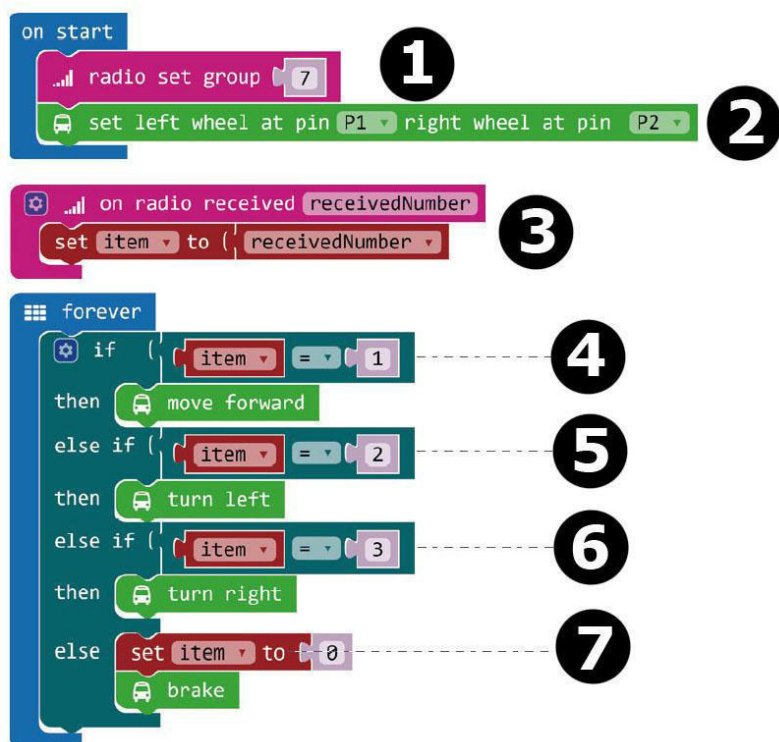 on start
radio set group 7
1
set left wheel at pin P1 right wheel at pin P2
2
on radio received receivedNumber
set item to ( receivedNumber
3
forever
if ( item = 1
4
then move forward
else if ( item = 2
5
then turn left
else if ( item = 3
6
then turn right
else set item to 0
7
brake